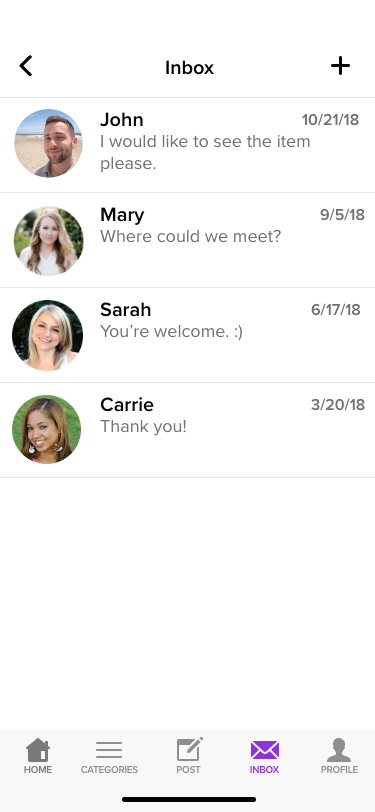 Inbox
John 10/21/18
I would like to see the item
please.
Mary 9/5/18
Where could we meet?
Sarah 6/17/18
You’re welcome. :)
Carrie 3/20/18
Thank you!
HOME CATEGORIES POST INBOX PROFILE